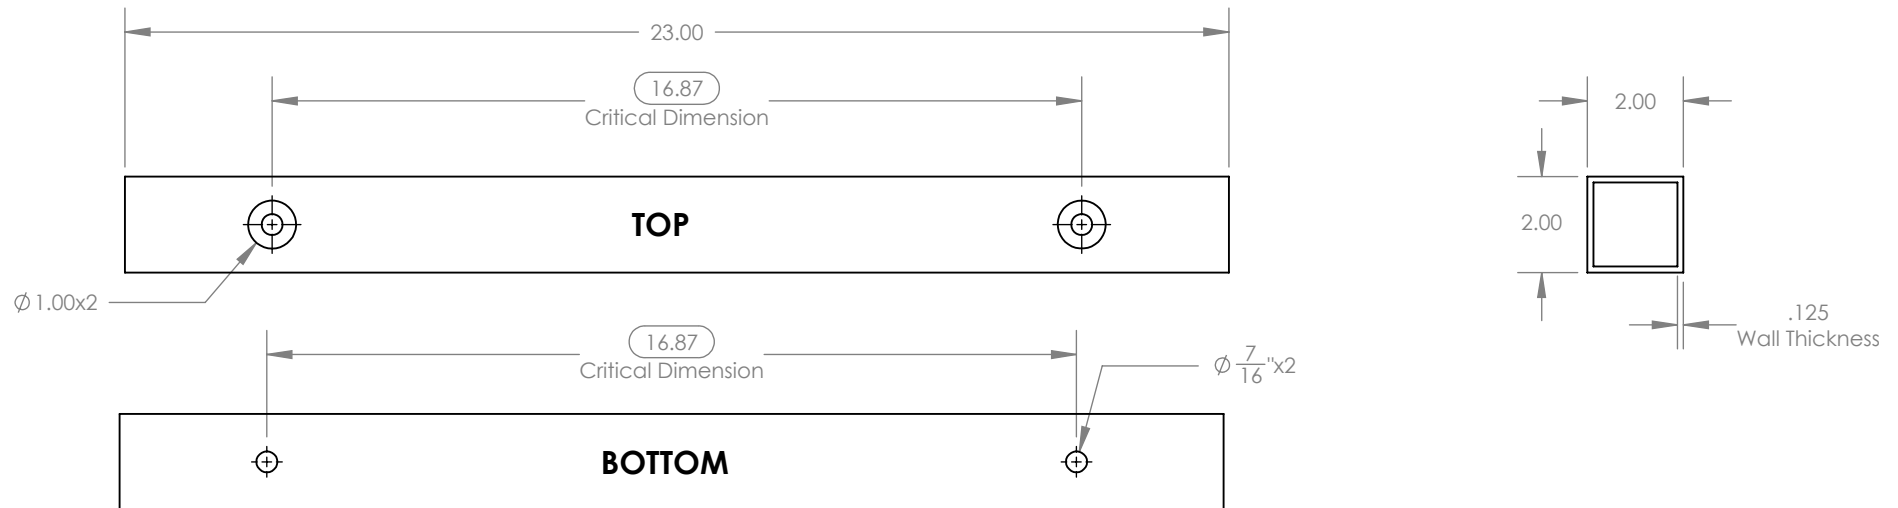 23.00
16.87
Critical Dimension
2.00
TOP
2.00
⌀1.00x2
.125
Wall Thickness
16.87
Critical Dimension
⌀ 7/16"x2
BOTTOM